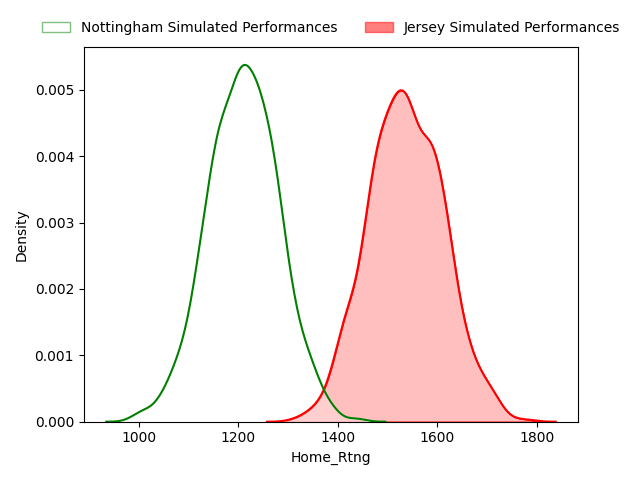 Nottingham Simulated Performances
Jersey Simulated Performances
0.005
0.004
0.003
0.002
0.001
0.000
Density
1000 1200 1400 1600 1800
Home_Rtng